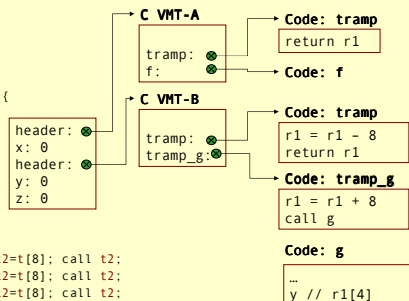 C VMT-A
Code: tramp
return r1
tramp:
f:
Code: f
{
C VMT-B
header:
x: 0
header:
y: 0
z: 0
tramp:
tramp_g:
Code: tramp
r1 = r1 – 8
return r1
Code: tramp_g
r1 = r1 + 8
call g
Code: g
…
y // r1[4]
2=t[8]; call t2;
2=t[8]; call t2;
2=t[8]; call t2;